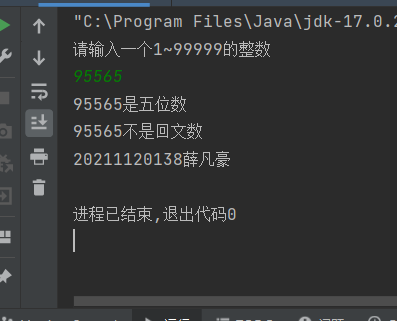 "C:\Program Files\Java\jdk-17.0.2
请输入一个1~99999的整数
95565
95565是五位数
95565不是回文数
20211120138薛凡豪
进程已结束,退出代码0